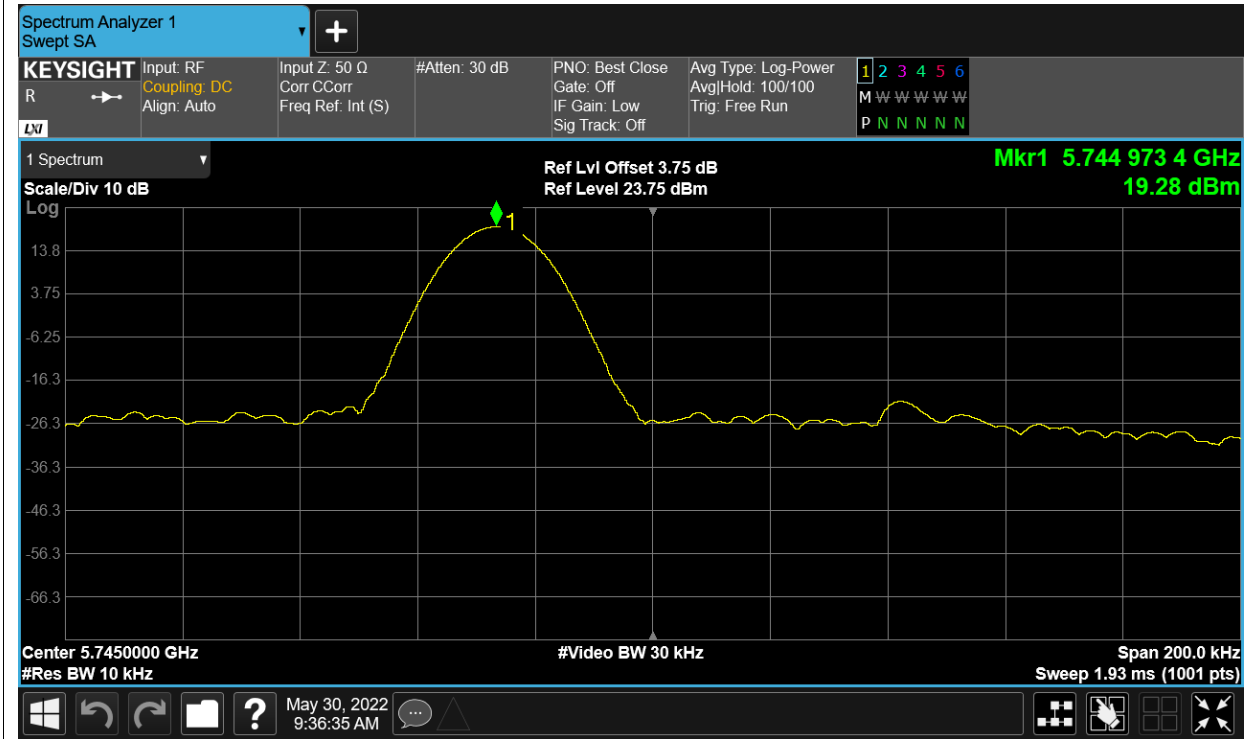 Spectrum Analyzer 1
Swept SA
+
KEYSIGHT
R
LXI
Input: RF
Coupling: DC
Align: Auto
Input Z: 50 Ω
Corr CCorr
Freq Ref: Int (S)
#Atten: 30 dB
PNO: Best Close
Gate: Off
IF Gain: Low
Sig Track: Off
Avg Type: Log-Power
Avg|Hold: 100/100
Trig: Free Run
1 2 3 4 5 6
M W W W W W
P N N N N N
1 Spectrum
Scale/Div 10 dB
Log
Ref Lvl Offset 3.75 dB
Ref Level 23.75 dBm
Mkr1 5.744 973 4 GHz
19.28 dBm
1
13.8
3.75
-6.25
-16.3
-26.3
-36.3
-46.3
-56.3
-66.3
Center 5.7450000 GHz
#Res BW 10 kHz
#Video BW 30 kHz
Span 200.0 kHz
Sweep 1.93 ms (1001 pts)
?
May 30, 2022
9:36:35 AM